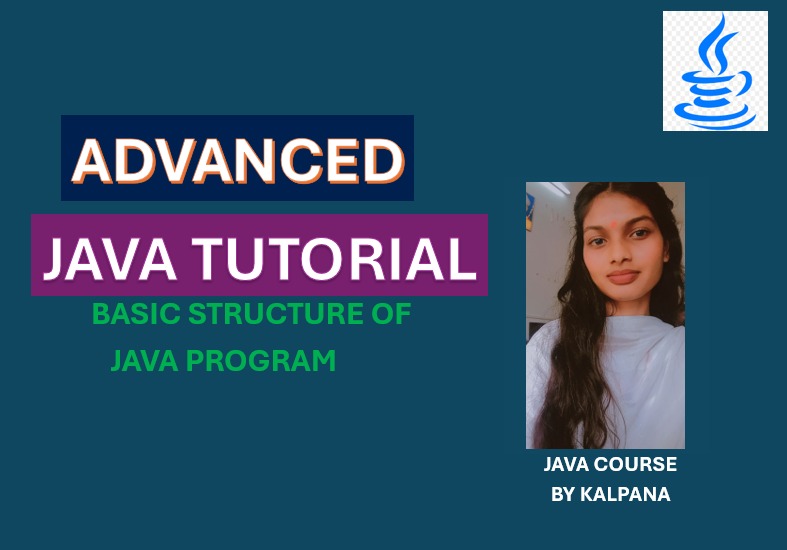 ADVANCED
JAVA TUTORIAL
BASIC STRUCTURE OF
JAVA PROGRAM
JAVA COURSE
BY KALPANA